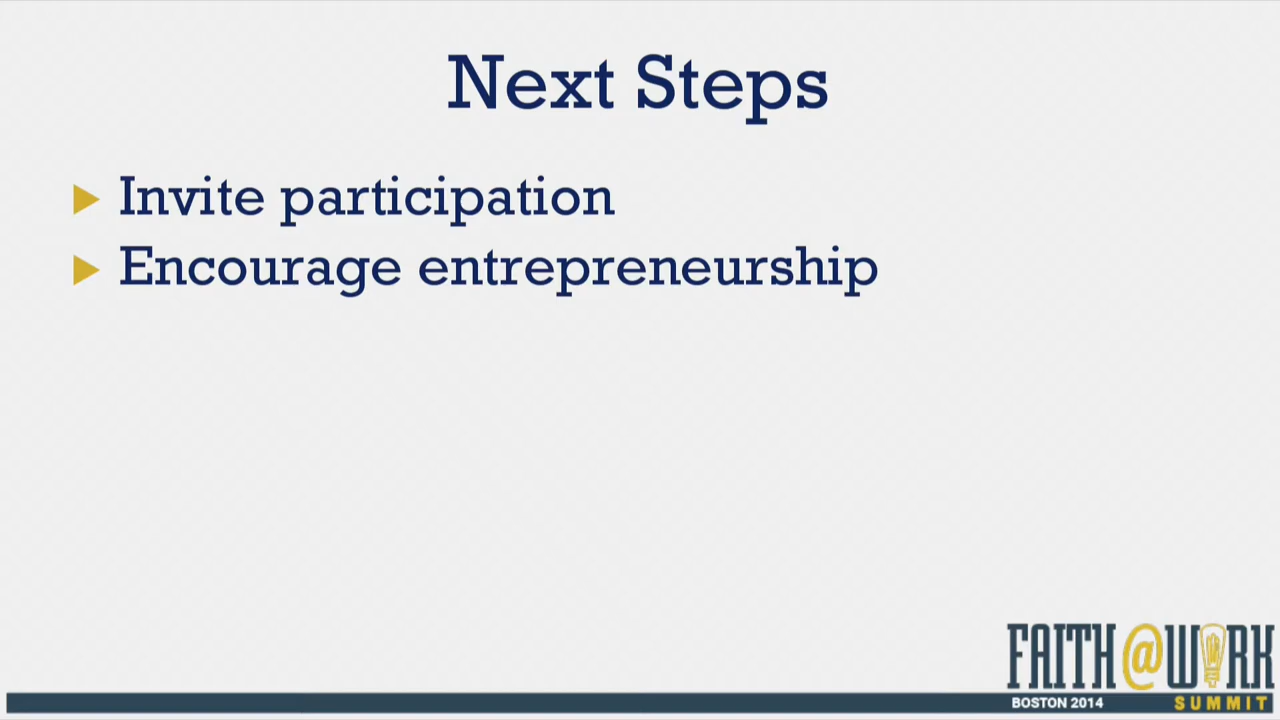 Next Steps
Invite participation
Encourage entrepreneurship
FAITH@WORK
BOSTON 2014
SUMMIT